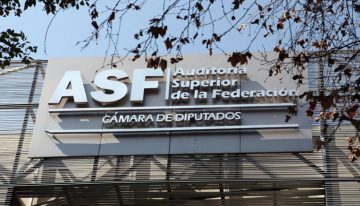 ASF
Auditoría
Superior
de la Federación
CÁMARA DE DIPUTADOS